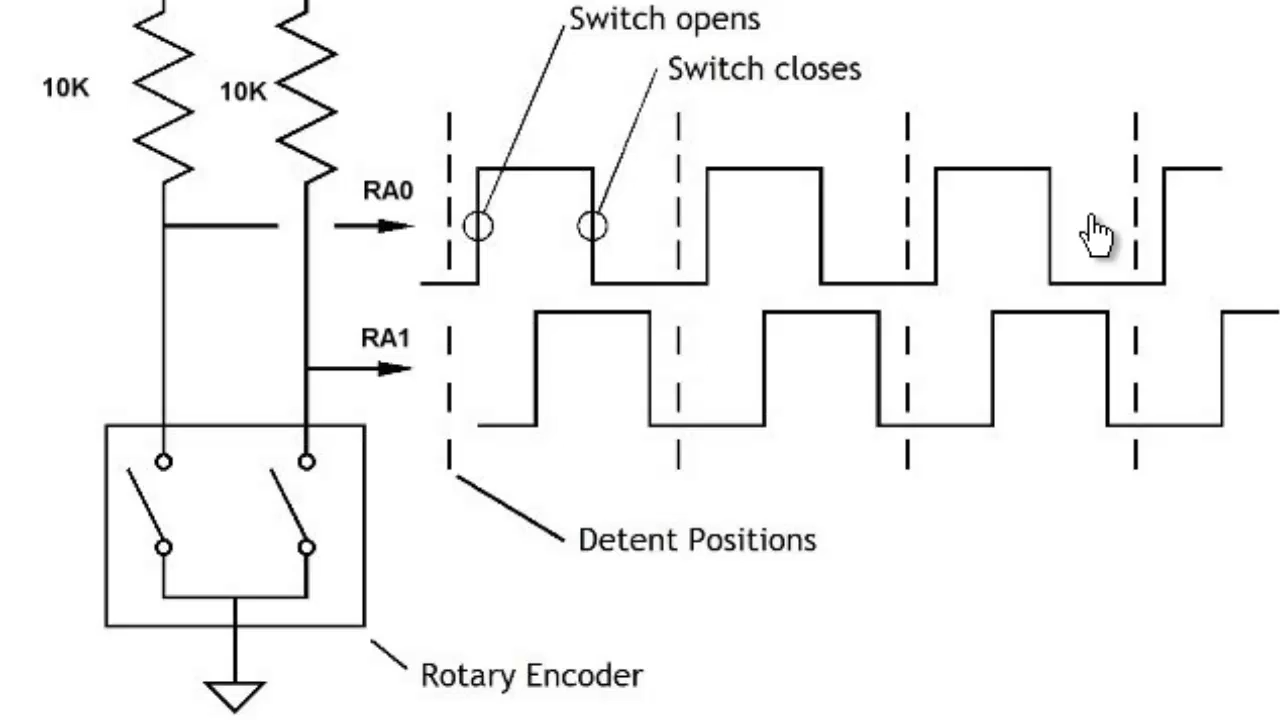 Switch opens
Switch closes
10K
10K
RA0
RA1
Detent Positions
Rotary Encoder